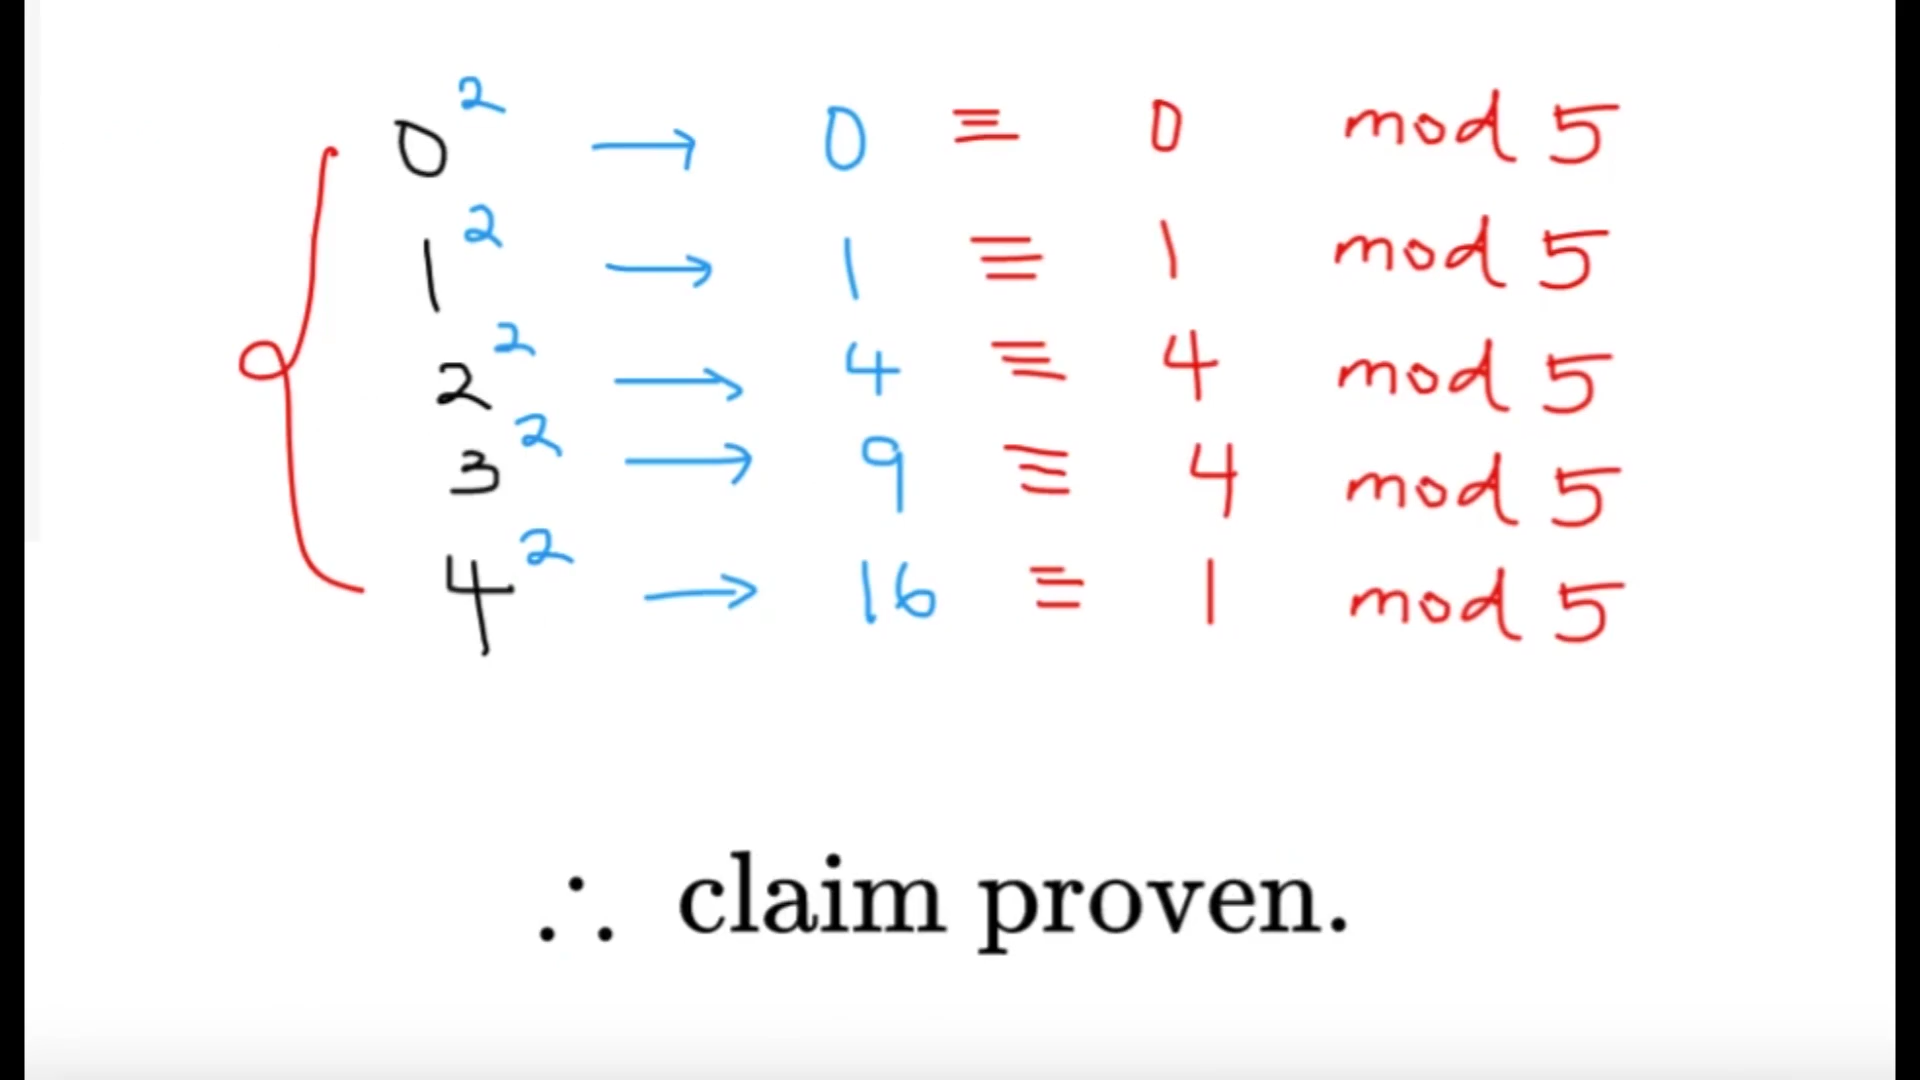 0² → 0 ≡ 0 mod 5
1² → 1 ≡ 1 mod 5
2² → 4 ≡ 4 mod 5
3² → 9 ≡ 4 mod 5
4² → 16 ≡ 1 mod 5
∴ claim proven.